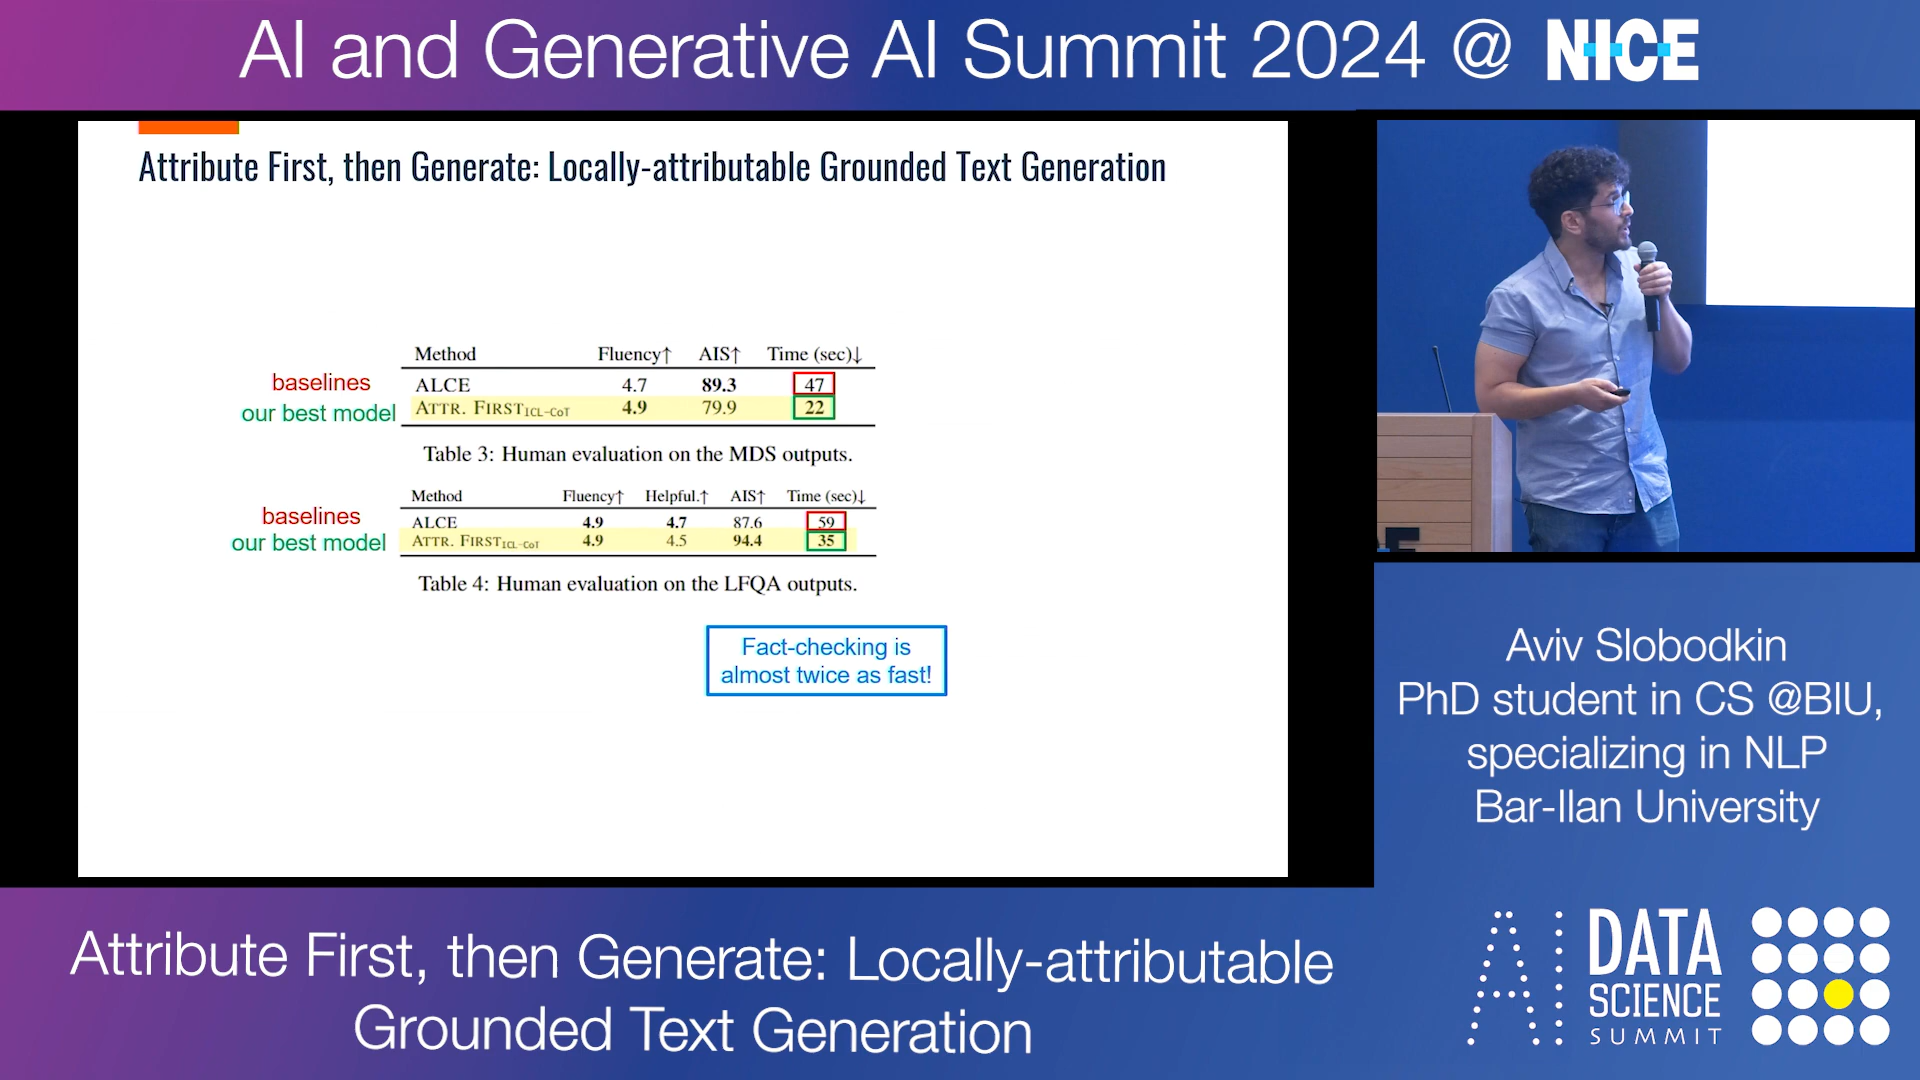 AI and Generative AI Summit 2024 @ NICE
Attribute First, then Generate: Locally-attributable Grounded Text Generation
Method Fluency↑ AIS↑ Time (sec)↓
baselines ALCE 4.7 89.3 47
our best model ATTR. FIRST ICL-CoT 4.9 79.9 22
Table 3: Human evaluation on the MDS outputs.
Method Fluency↑ Helpful.↑ AIS↑ Time (sec)↓
baselines ALCE 4.9 4.7 87.6 59
our best model ATTR. FIRST ICL-CoT 4.9 4.5 94.4 35
Table 4: Human evaluation on the LFQA outputs.
Fact-checking is
almost twice as fast!
Aviv Slobodkin
PhD student in CS @BIU,
specializing in NLP
Bar-Ilan University
Attribute First, then Generate: Locally-attributable
Grounded Text Generation
AI
DATA
SCIENCE
SUMMIT